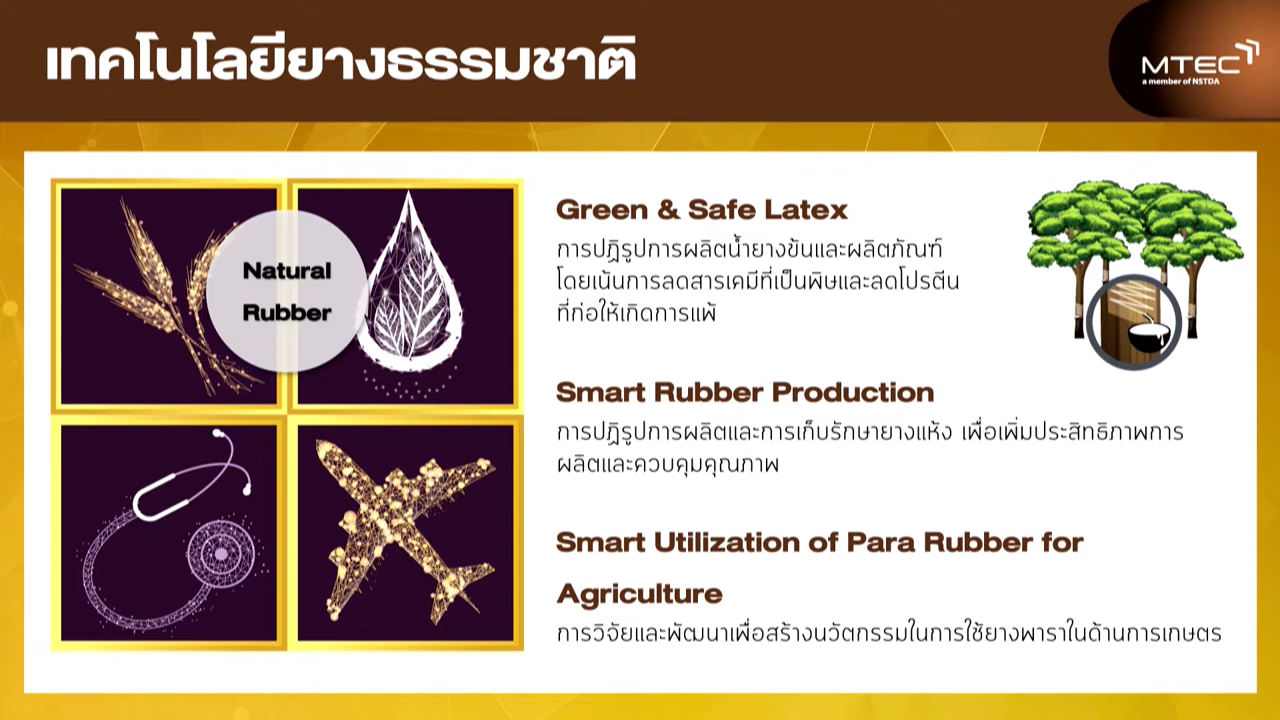 เทคโนโลยียางธรรมชาติ
MTEC
a member of NSTDA
Natural
Rubber
Green & Safe Latex
การปฏิรูปการผลิตน้ำยางข้นและผลิตภัณฑ์
โดยเน้นการลดสารเคมีที่เป็นพิษและลดโปรตีน
ที่ก่อให้เกิดการแพ้
Smart Rubber Production
การปฏิรูปการผลิตและการเก็บรักษายางแห้ง เพื่อเพิ่มประสิทธิภาพการ
ผลิตและควบคุมคุณภาพ
Smart Utilization of Para Rubber for
Agriculture
การวิจัยและพัฒนาเพื่อสร้างนวัตกรรมในการใช้ยางพาราในด้านการเกษตร